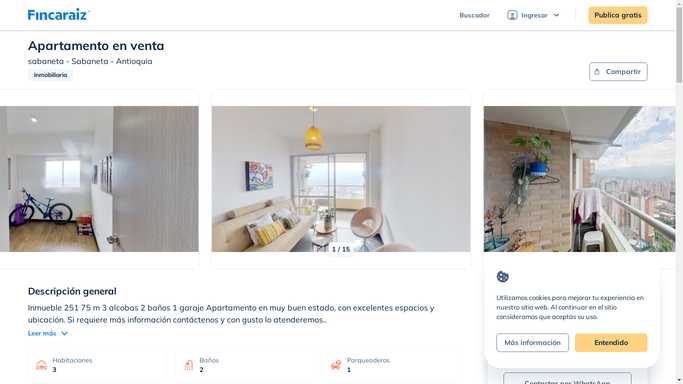 Fincaraiz
Buscador
Ingresar
Publica gratis
Apartamento en venta
sabaneta - Sabaneta - Antioquia
Inmobiliaria
Compartir
1 / 15
Descripción general
Inmueble 251 75 m 3 alcobas 2 baños 1 garaje Apartamento en muy buen estado, con excelentes espacios y
ubicación. Si requiere más información contáctenos y con gusto lo atenderemos..
Leer más
Habitaciones
3
Baños
2
Parqueaderos
1
Utilizamos cookies para mejorar tu experiencia en
nuestro sitio web. Al continuar en el sitio
consideramos que aceptas su uso.
Más información
Entendido
Contactar por WhatsApp